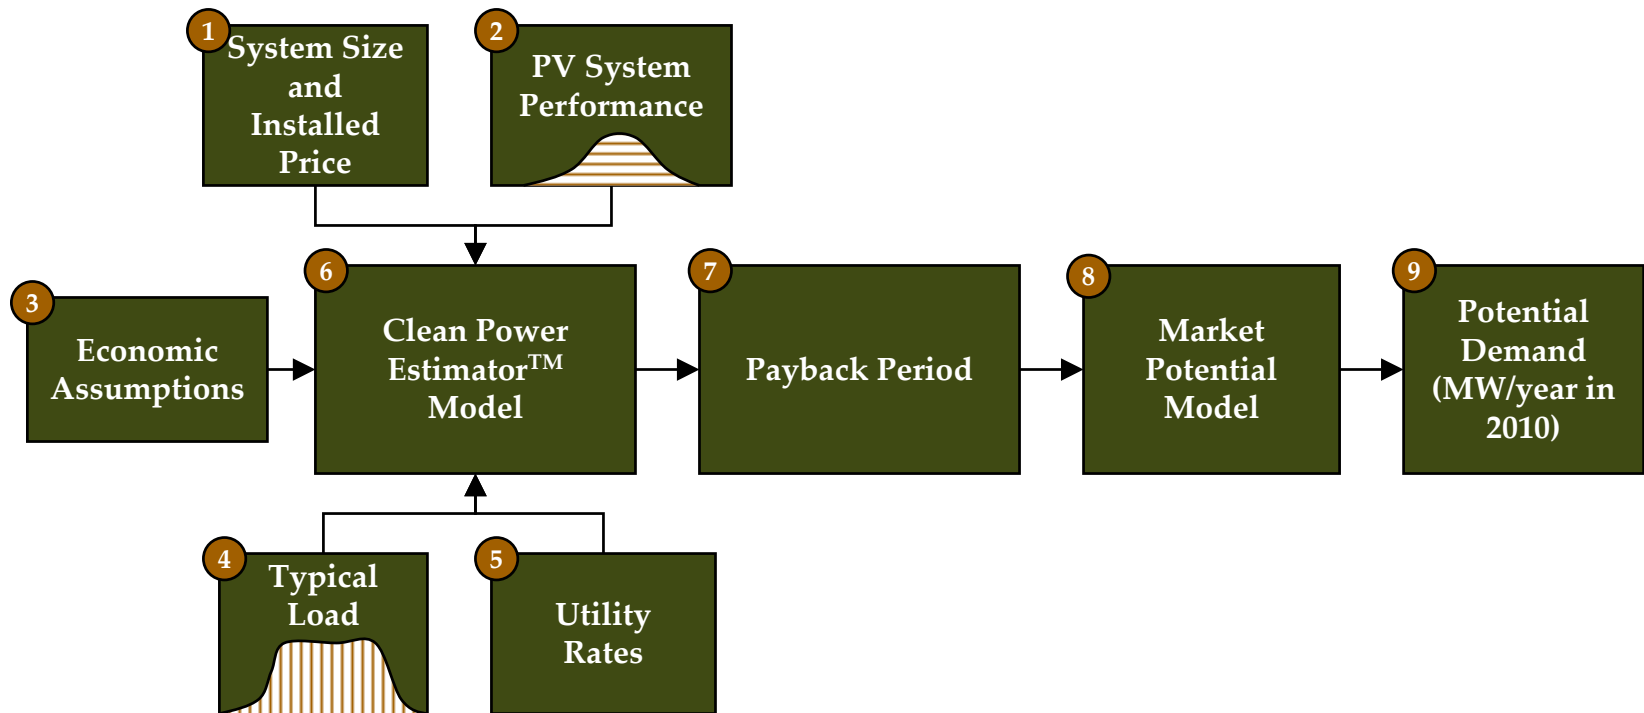 1
System Size
and
Installed
Price
2
PV System
Performance
3
Economic
Assumptions
6
Clean Power
Estimator™
Model
7
Payback Period
8
Market
Potential
Model
9
Potential
Demand
(MW/year in
2010)
4
Typical
Load
5
Utility
Rates